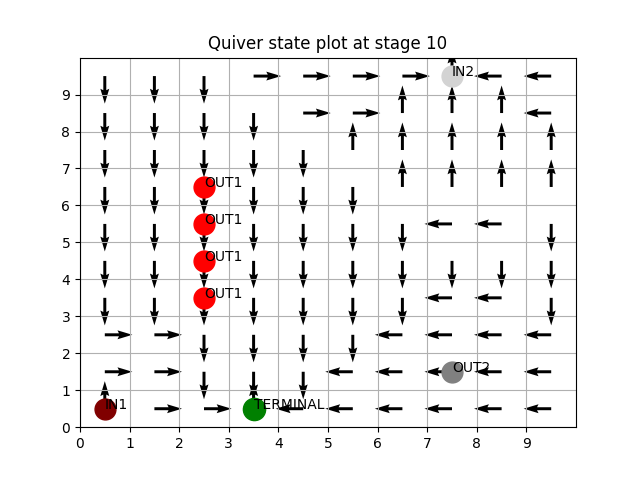 Quiver state plot at stage 10
IN2
9
8
7
OUT1
6
OUT1
5
OUT1
4
OUT1
3
2
OUT2
1
IN1
TERMINAL
0
0 1 2 3 4 5 6 7 8 9